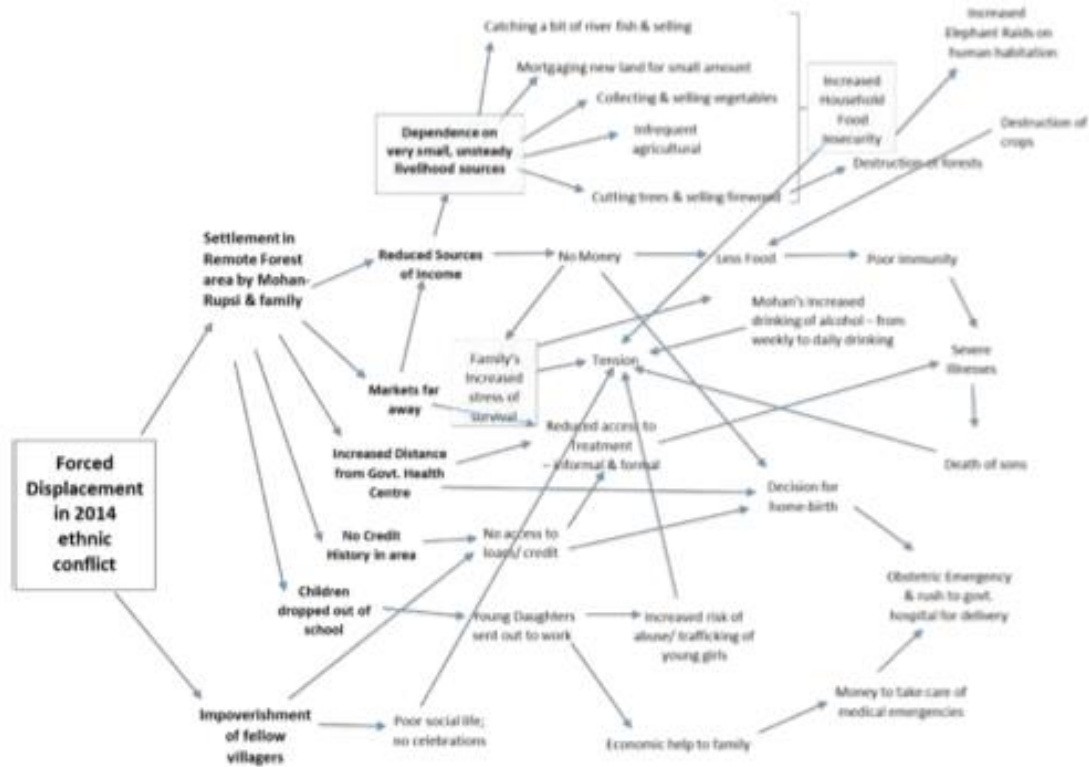 Increased
Elephant Raids on
human habitation
Catching a bit of river fish & selling
Mortgaging new land for small amount
Collecting & selling vegetables
Infrequent
agricultural
Cutting trees & selling firewood
Increased
Household
Food
Insecurity
Destruction of
crops
Destruction of forests
Dependence on
very small, unsteady
livelihood sources
Settlement in
Remote Forest
area by Mohan-
Rupsi & family
Reduced Sources
of Income
No Money
Less Food
Poor Immunity
Mohan's increased
drinking of alcohol – from
weekly to daily drinking
Family's
Increased
stress of
survival
Tension
Severe
Illnesses
Markets far
away
Reduced access to
Treatment
– informal & formal
Increased Distance
from Govt. Health
Centre
Death of sons
Decision for
home-birth
Forced
Displacement
in 2014
ethnic
conflict
No Credit
History in area
No access to
loans/ credit
Children
dropped out of
school
Young Daughters
sent out to work
Increased risk of
abuse/ trafficking of
young girls
Obstetric Emergency
& rush to govt.
hospital for delivery
Impoverishment
of fellow
villagers
Poor social life;
no celebrations
Economic help to family
Money to take care of
medical emergencies